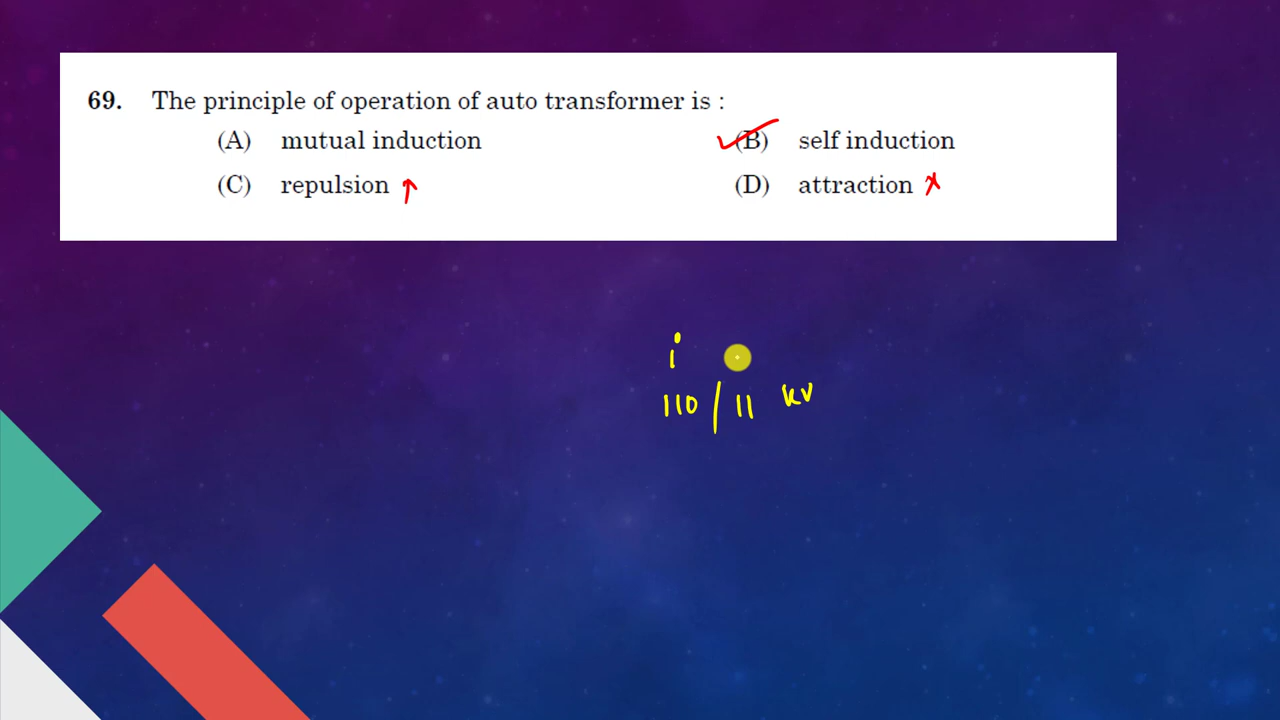 69. The principle of operation of auto transformer is :
(A) mutual induction (B) self induction
(C) repulsion (D) attraction
i
110 / 11 kv